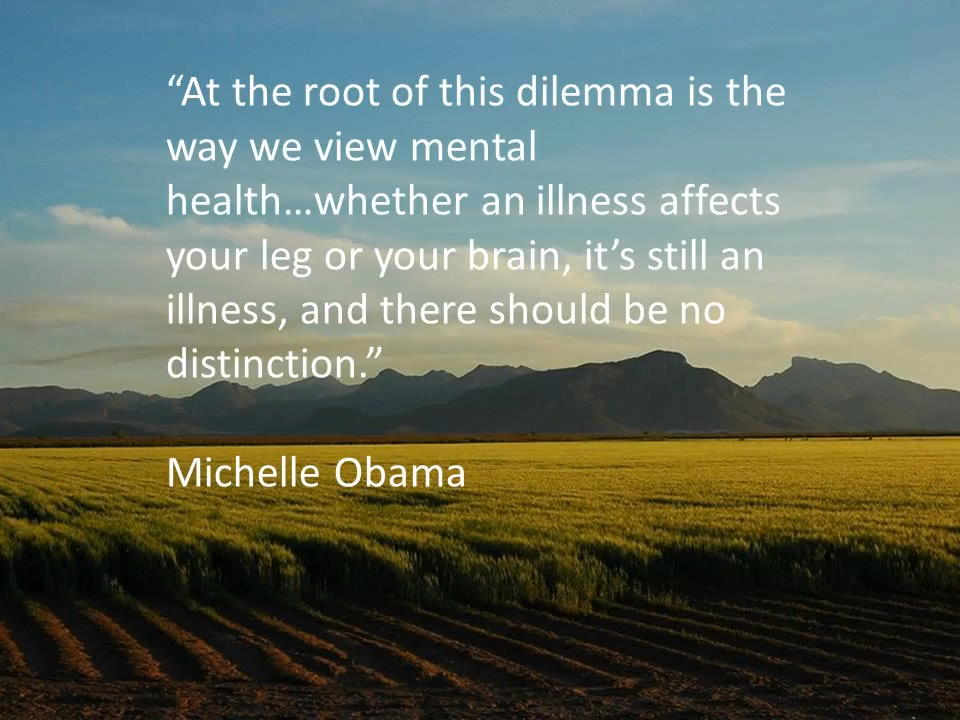 “At the root of this dilemma is the
way we view mental
health…whether an illness affects
your leg or your brain, it’s still an
illness, and there should be no
distinction.”
Michelle Obama